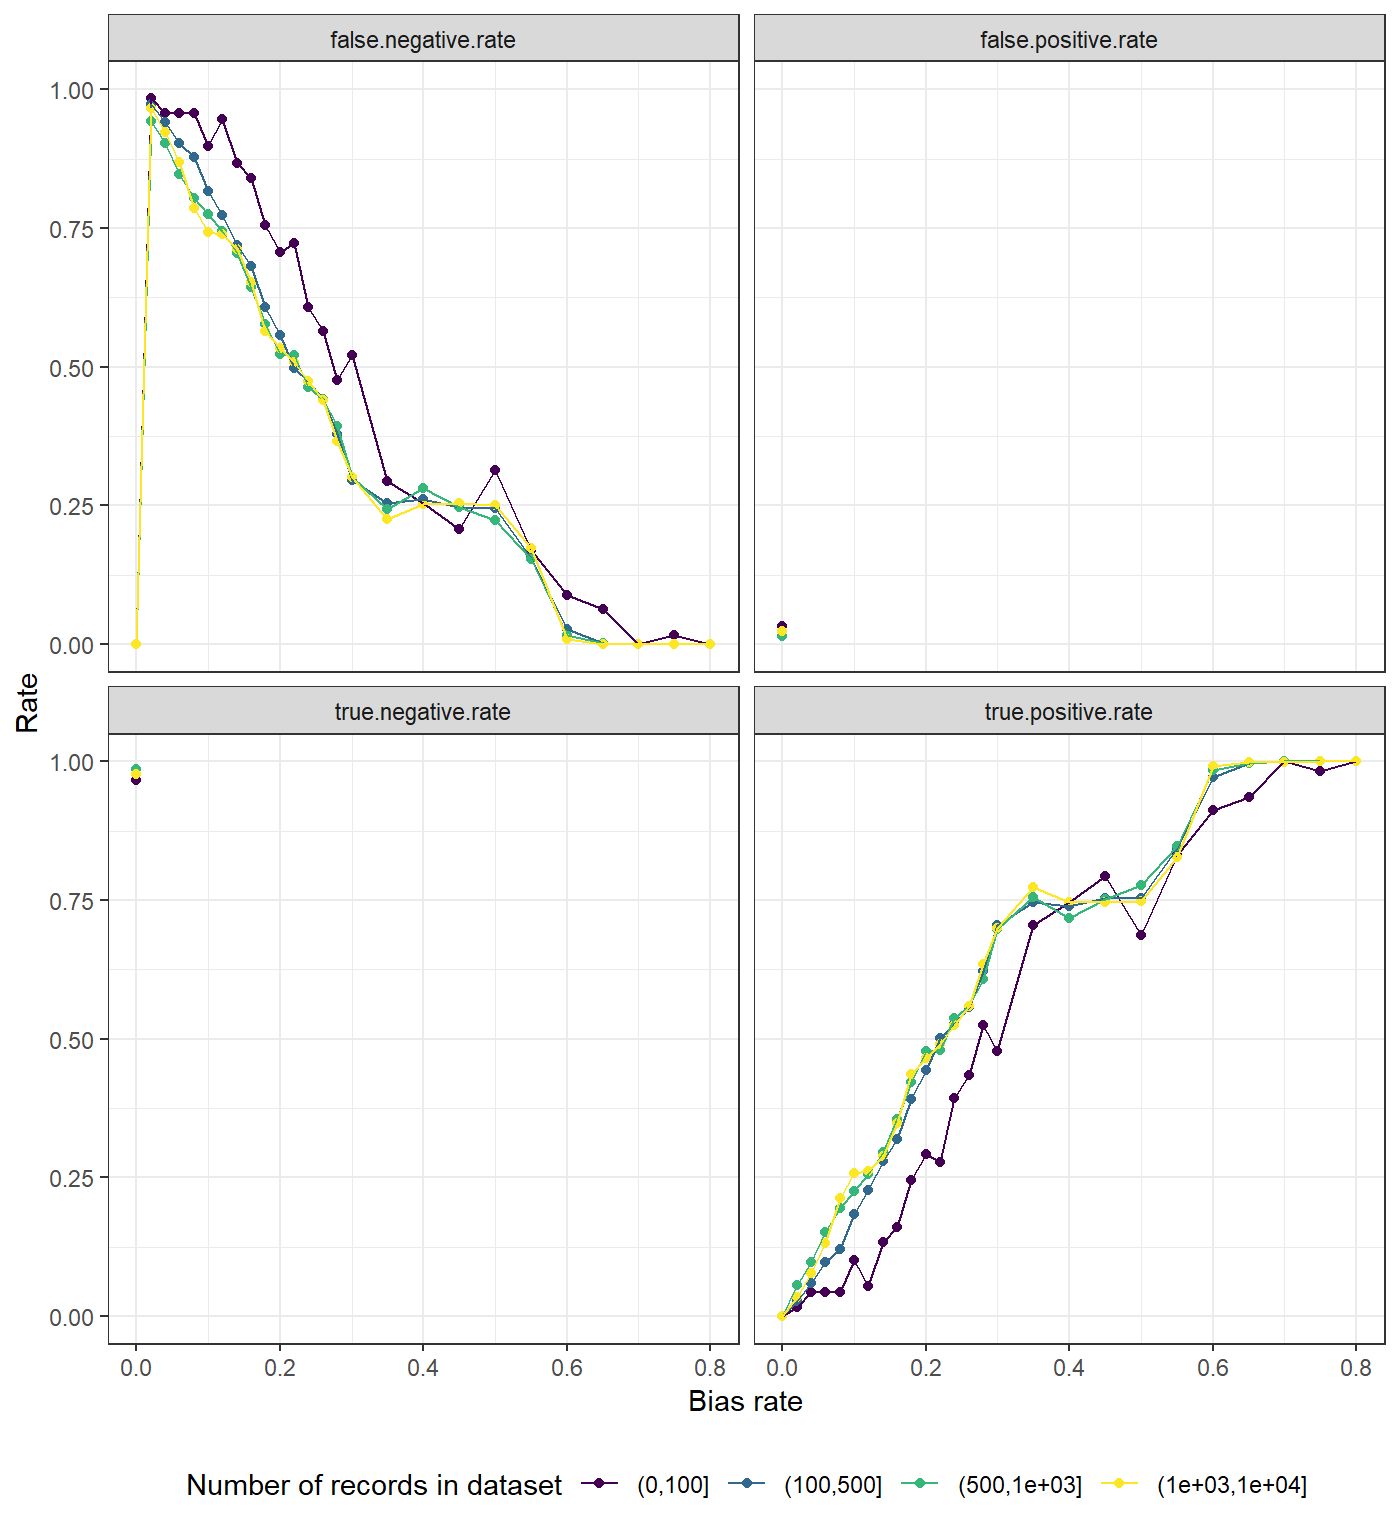 false.negative.rate
false.positive.rate
1.00
0.75
0.50
0.25
0.00
Rate
true.negative.rate
true.positive.rate
1.00
0.75
0.50
0.25
0.00
0.0 0.2 0.4 0.6 0.8
0.0 0.2 0.4 0.6 0.8
Bias rate
Number of records in dataset (0,100] (100,500] (500,1e+03] (1e+03,1e+04]